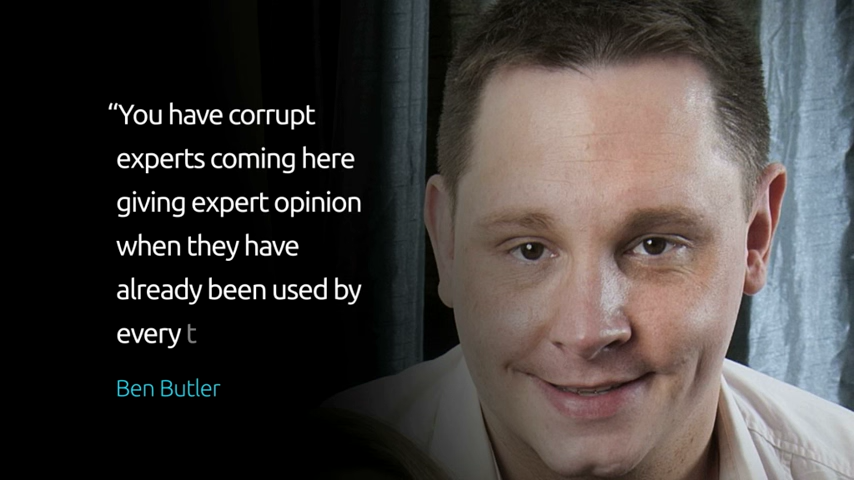 “You have corrupt
experts coming here
giving expert opinion
when they have
already been used by
every t
Ben Butler